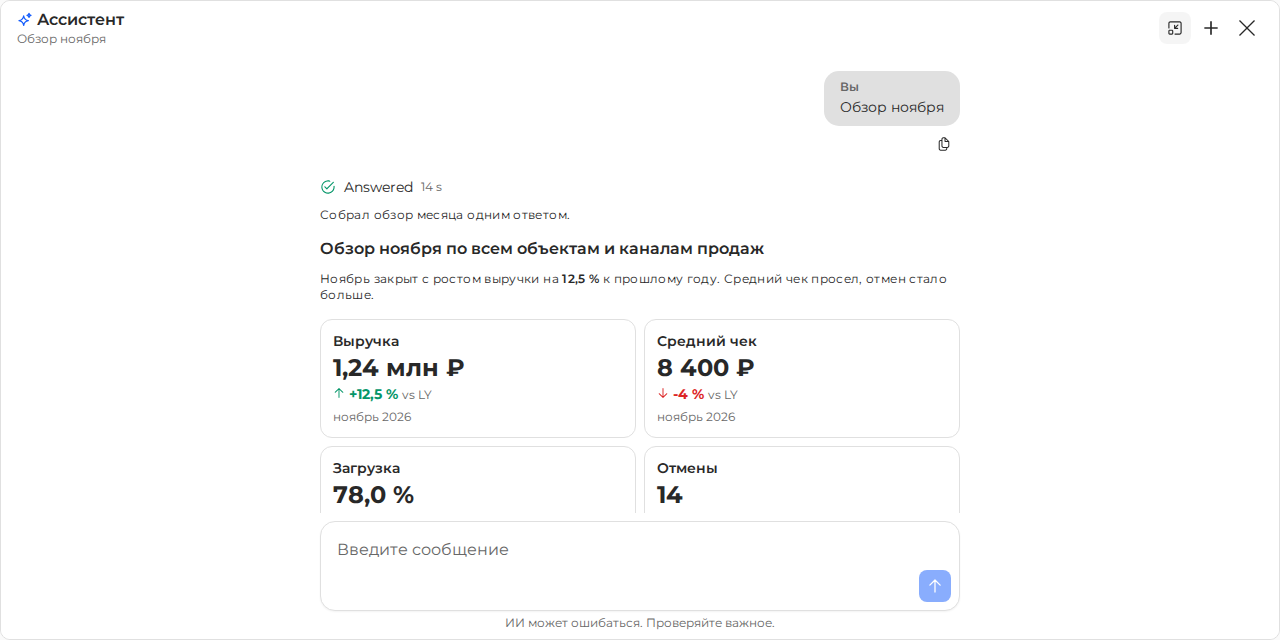 Ассистент
Обзор ноября
Вы
Обзор ноября
Answered 14 s
Собрал обзор месяца одним ответом.
Обзор ноября по всем объектам и каналам продаж
Ноябрь закрыт с ростом выручки на 12,5 % к прошлому году. Средний чек просел, отмен стало
больше.
Выручка
1,24 млн ₽
+12,5 % vs LY
ноябрь 2026
Средний чек
8 400 ₽
-4 % vs LY
ноябрь 2026
Загрузка
78,0 %
Отмены
14
Введите сообщение
ИИ может ошибаться. Проверяйте важное.